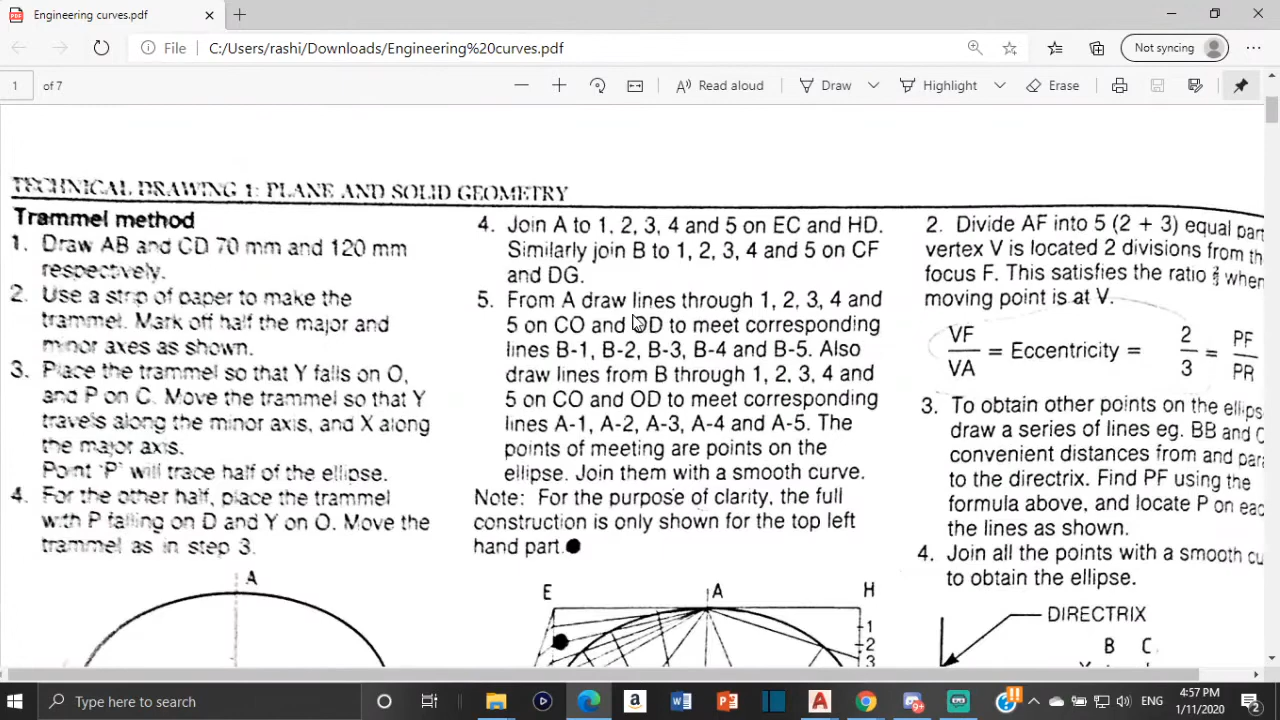 Engineering curves.pdf
File
C:/Users/rashi/Downloads/Engineering%20curves.pdf
Not syncing
1 of 7
Read aloud
Draw
Highlight
Erase
TECHNICAL DRAWING 1: PLANE AND SOLID GEOMETRY
Trammel method
1. Draw AB and CD 70 mm and 120 mm
respectively.
2. Use a strip of paper to make the
trammel. Mark off half the major and
minor axes as shown.
3. Place the trammel so that Y falls on O,
and P on C. Move the trammel so that Y
travels along the minor axis, and X along
the major axis.
Point 'P' will trace half of the ellipse.
4. For the other half, place the trammel
with P falling on D and Y on O. Move the
trammel as in step 3.
A
4. Join A to 1, 2, 3, 4 and 5 on EC and HD.
Similarly join B to 1, 2, 3, 4 and 5 on CF
and DG.
5. From A draw lines through 1, 2, 3, 4 and
5 on CO and OD to meet corresponding
lines B-1, B-2, B-3, B-4 and B-5. Also
draw lines from B through 1, 2, 3, 4 and
5 on CO and OD to meet corresponding
lines A-1, A-2, A-3, A-4 and A-5. The
points of meeting are points on the
ellipse. Join them with a smooth curve.
Note: For the purpose of clarity, the full
construction is only shown for the top left
hand part.
E A H
1
2
3
2. Divide AF into 5 (2 + 3) equal par
vertex V is located 2 divisions from th
focus F. This satisfies the ratio ⅔ when
moving point is at V.
VF/VA = Eccentricity = 2/3 = PF/PR
3. To obtain other points on the ellips
draw a series of lines eg. BB and C
convenient distances from and para
to the directrix. Find PF using the
formula above, and locate P on eac
the lines as shown.
4. Join all the points with a smooth cu
to obtain the ellipse.
DIRECTRIX
B C
Type here to search
9+
ENG
4:57 PM
1/11/2020
2